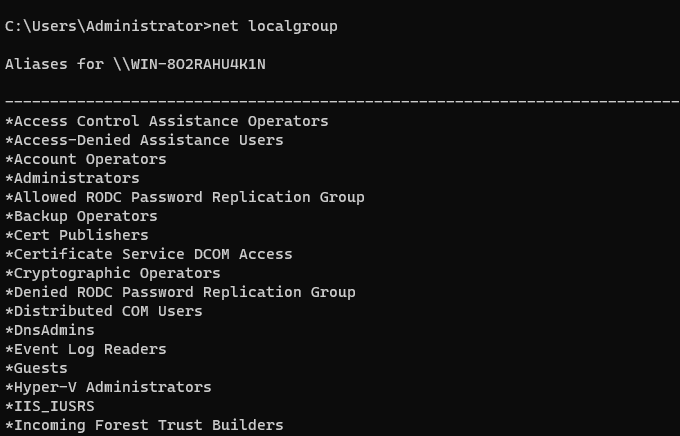 C:\Users\Administrator>net localgroup
Aliases for \\WIN-8O2RAHU4K1N
-------------------------------------------------------------------------------
*Access Control Assistance Operators
*Access-Denied Assistance Users
*Account Operators
*Administrators
*Allowed RODC Password Replication Group
*Backup Operators
*Cert Publishers
*Certificate Service DCOM Access
*Cryptographic Operators
*Denied RODC Password Replication Group
*Distributed COM Users
*DnsAdmins
*Event Log Readers
*Guests
*Hyper-V Administrators
*IIS_IUSRS
*Incoming Forest Trust Builders